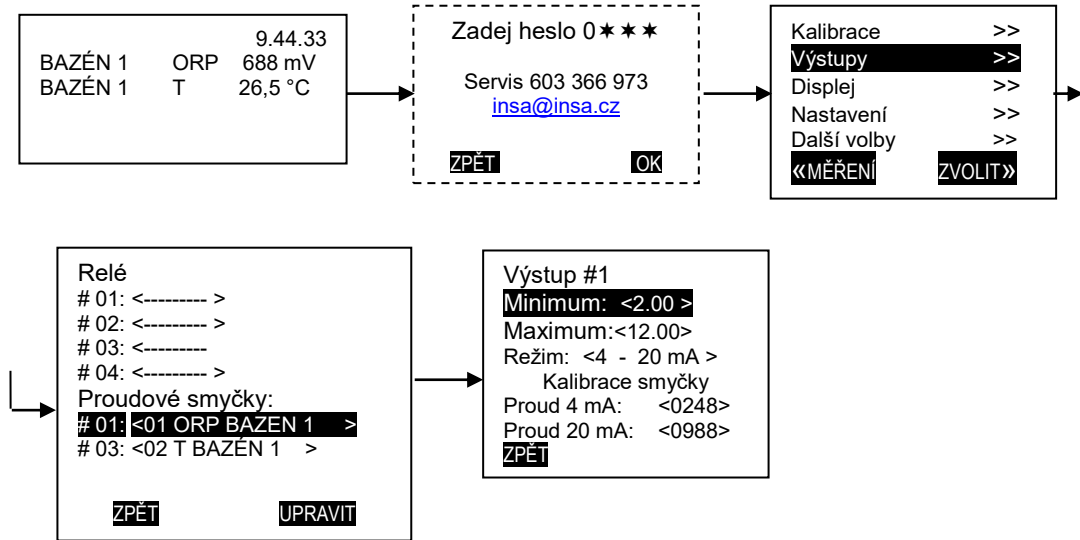 9.44.33
BAZÉN 1 ORP 688 mV
BAZÉN 1 T 26,5 °C
Zadej heslo 0✶✶✶
Servis 603 366 973
insa@insa.cz
ZPĚT OK
Kalibrace >>
Výstupy >>
Displej >>
Nastavení >>
Další volby >>
«MĚŘENÍ ZVOLIT»
Relé
# 01: <--------- >
# 02: <--------- >
# 03: <---------
# 04: <--------- >
Proudové smyčky:
# 01: <01 ORP BAZEN 1 >
# 03: <02 T BAZÉN 1 >
ZPĚT UPRAVIT
Výstup #1
Minimum: <2.00 >
Maximum:<12.00>
Režim: <4 - 20 mA >
Kalibrace smyčky
Proud 4 mA: <0248>
Proud 20 mA: <0988>
ZPĚT